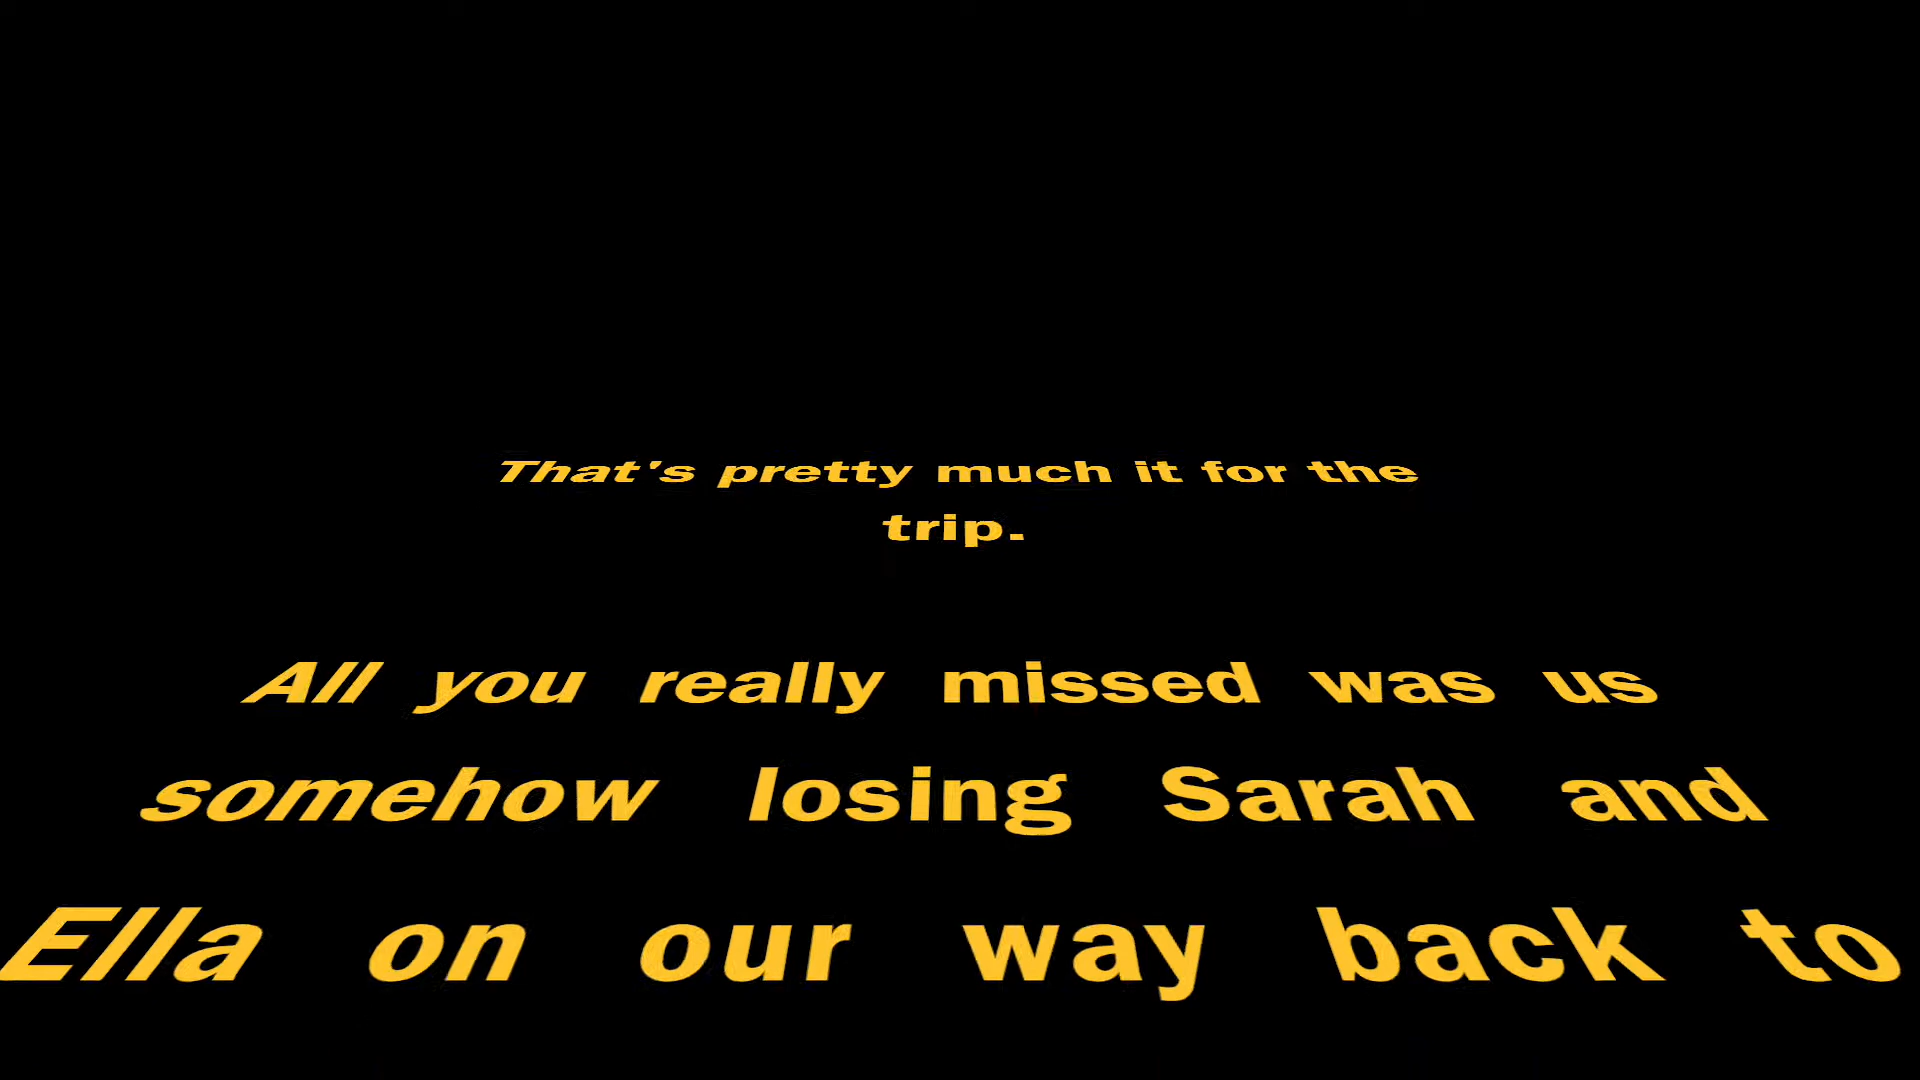 That's pretty much it for the
trip.
All you really missed was us
somehow losing Sarah and
Ella on our way back to